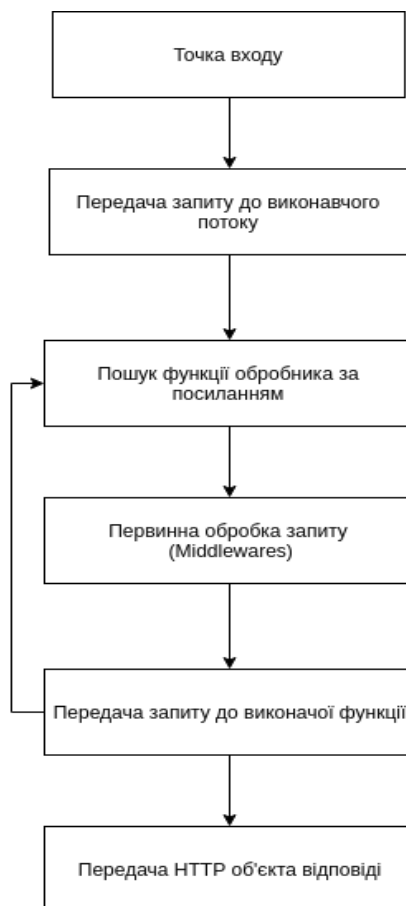 Точка входу
Передача запиту до виконавчого
потоку
Пошук функції обробника за
посиланням
Первинна обробка запиту
(Middlewares)
Передача запиту до виконачої функції
Передача HTTP об'єкта відповіді